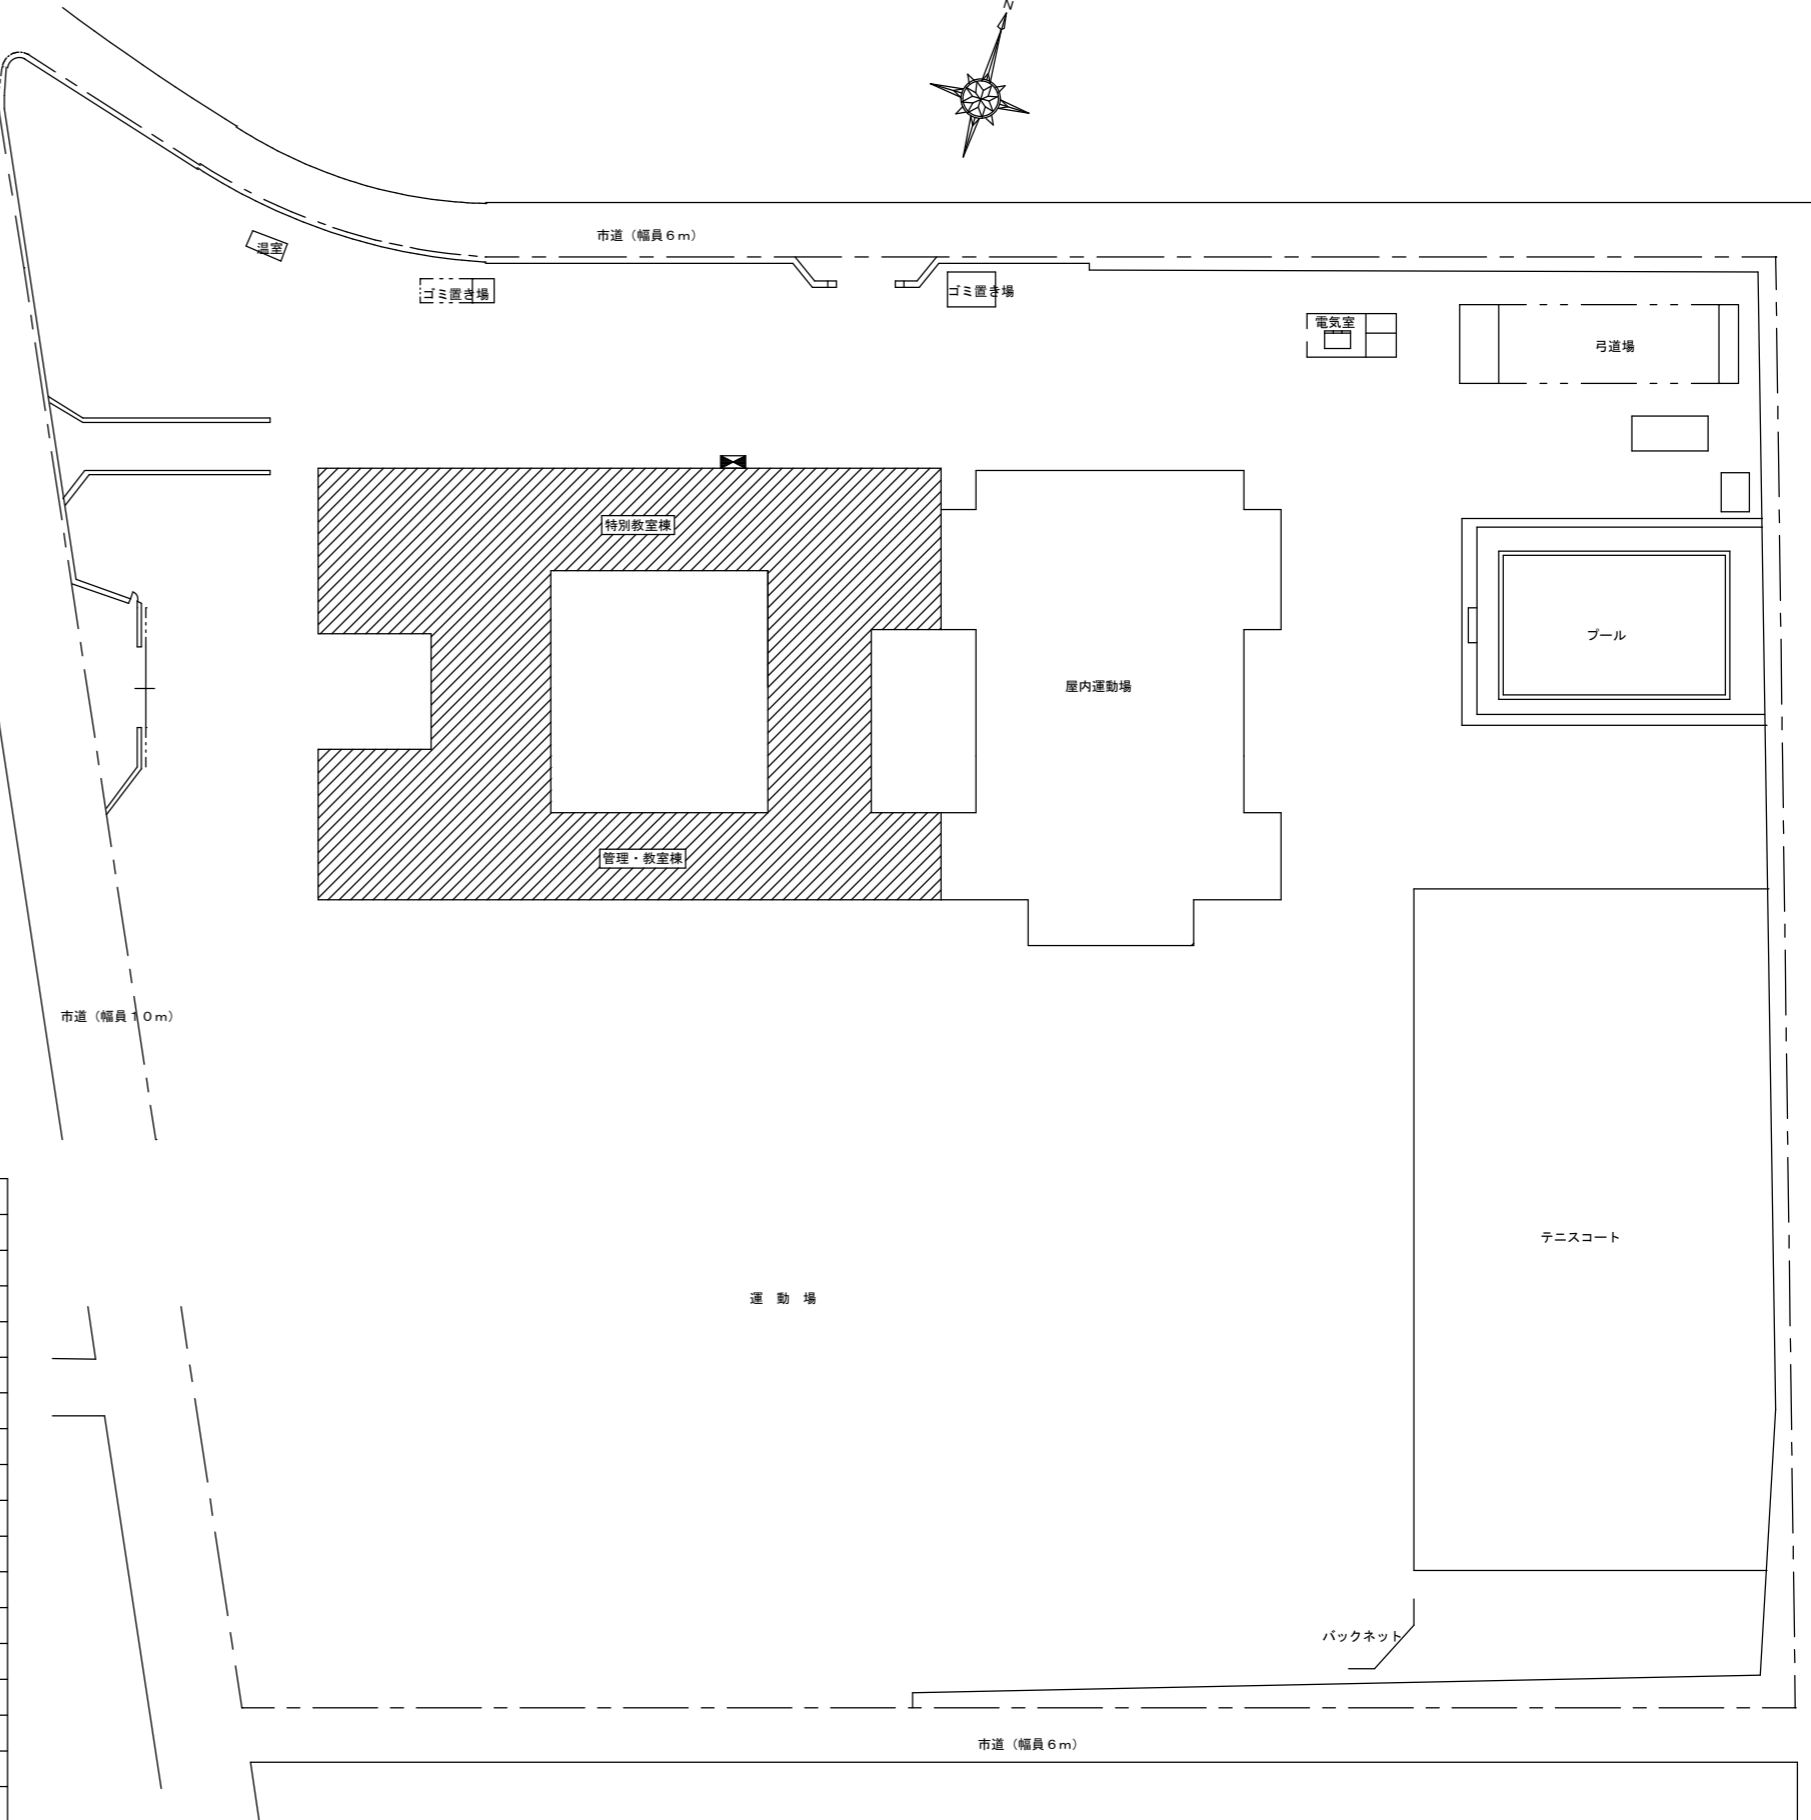 N
市道（幅員６ｍ）
温室
ゴミ置き場
ゴミ置き場
電気室
弓道場
特別教室棟
プール
屋内運動場
管理・教室棟
市道（幅員１０ｍ）
テニスコート
運　動　場
バックネット
市道（幅員６ｍ）